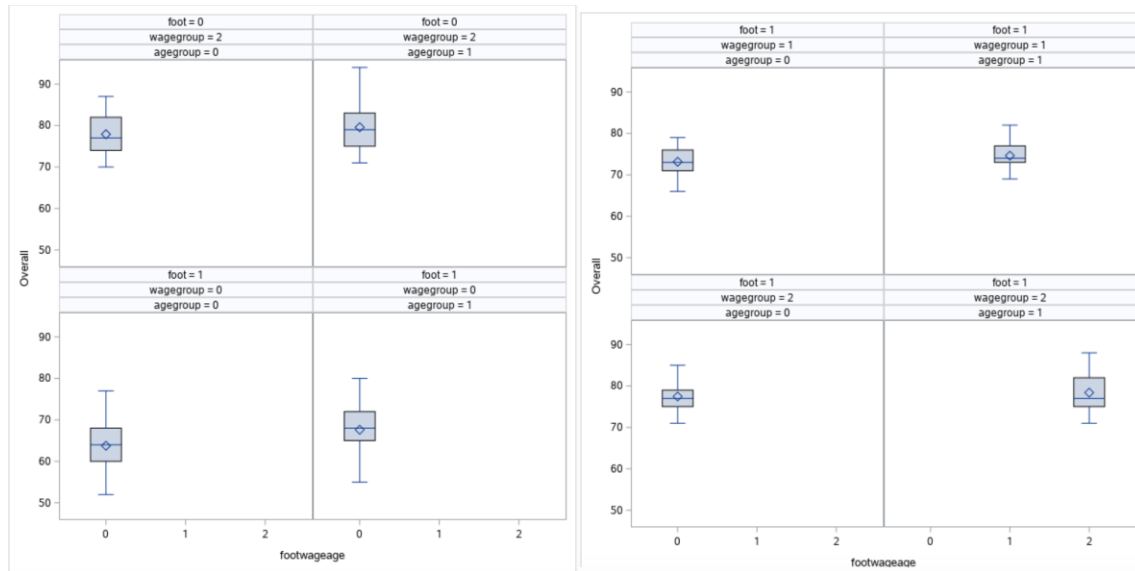 foot = 0
foot = 0
wagegroup = 2
wagegroup = 2
agegroup = 0
agegroup = 1
90
80
70
60
50
Overall
foot = 1
foot = 1
wagegroup = 0
wagegroup = 0
agegroup = 0
agegroup = 1
90
80
70
60
50
0
1
2
0
1
2
footwageage
foot = 1
foot = 1
wagegroup = 1
wagegroup = 1
agegroup = 0
agegroup = 1
90
80
70
60
50
Overall
foot = 1
foot = 1
wagegroup = 2
wagegroup = 2
agegroup = 0
agegroup = 1
90
80
70
60
50
0
1
2
0
1
2
footwageage